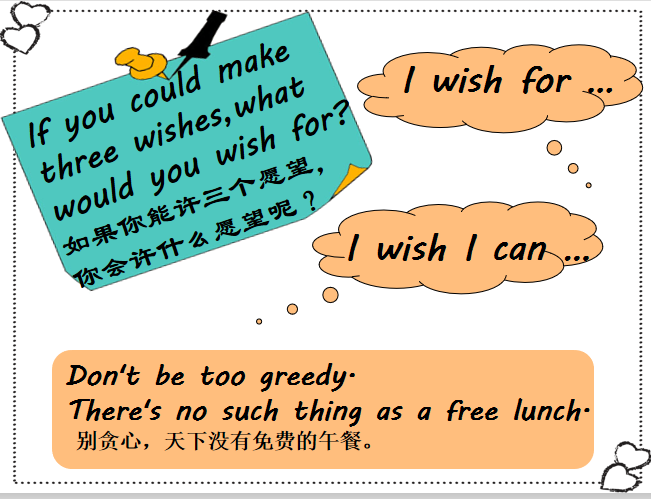 If you could make
three wishes,what
would you wish for?
如果你能许三个愿望，
你会许什么愿望呢？
I wish for ...
I wish I can ...
Don't be too greedy.
There's no such thing as a free lunch.
别贪心，天下没有免费的午餐。